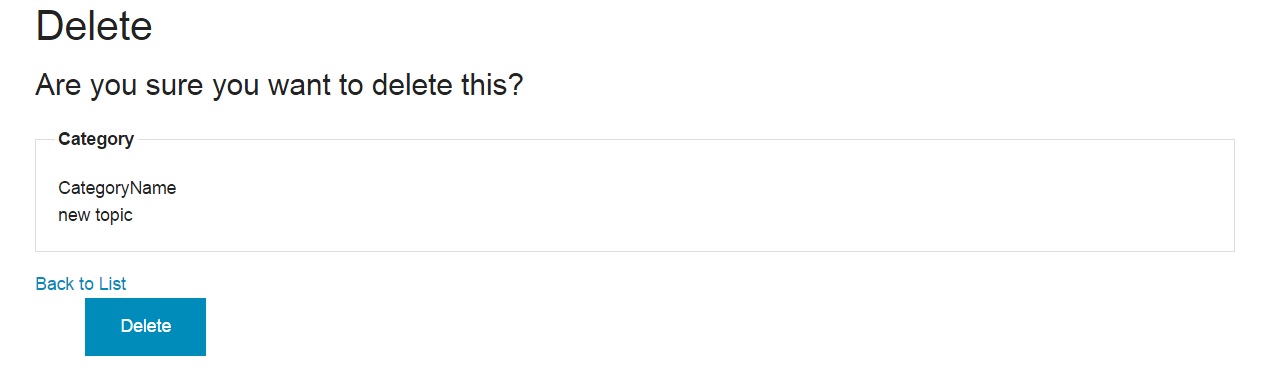 Delete
Are you sure you want to delete this?
Category
CategoryName
new topic
Back to List
Delete